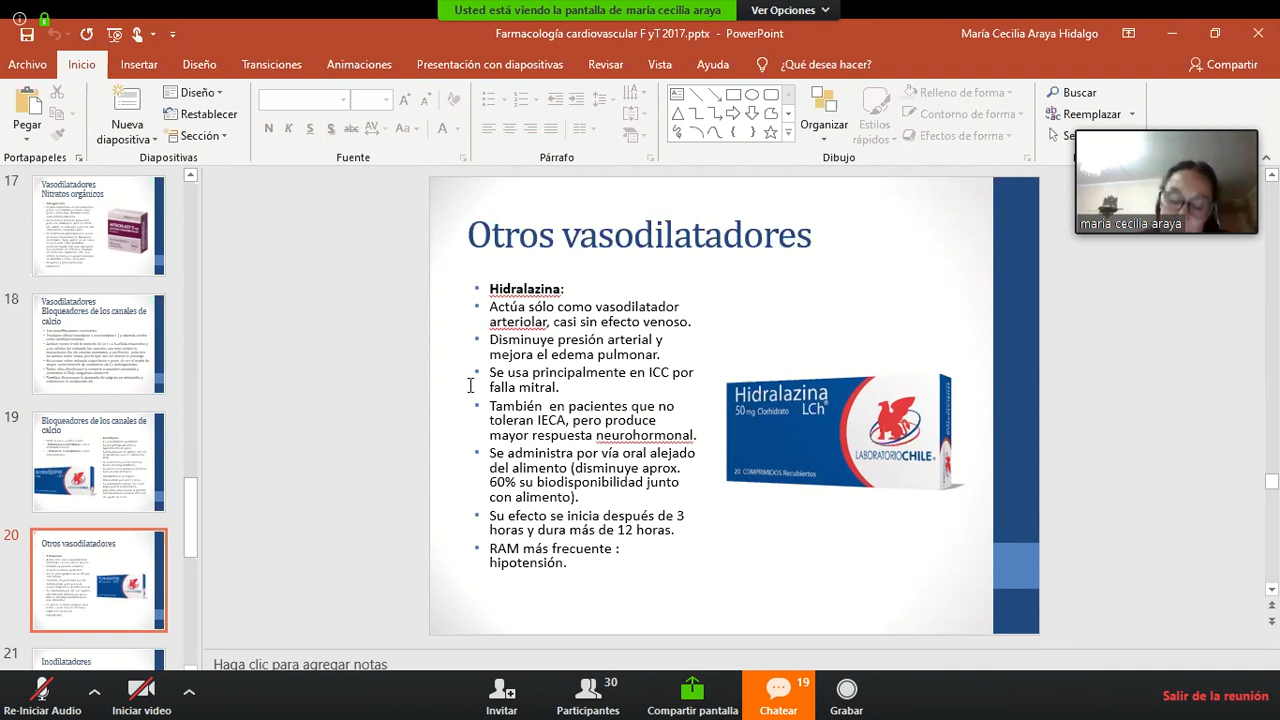 Usted está viendo la pantalla de maria cecilia araya
Ver Opciones
Farmacología cardiovascular F yT 2017.pptx - PowerPoint
María Cecilia Araya Hidalgo
Archivo
Inicio
Insertar
Diseño
Transiciones
Animaciones
Presentación con diapositivas
Revisar
Vista
Ayuda
¿Qué desea hacer?
Compartir
Pegar
Portapapeles
Nueva
diapositiva
Diseño
Restablecer
Sección
Diapositivas
N K S S abc AV Aa A
Fuente
Párrafo
Organizar
Estilos
rápidos
Relleno de forma
Contorno de forma
Efectos de forma
Dibujo
Buscar
Reemplazar
maria cecilia araya
17
Vasodilatadores
Nitratos orgánicos
18
Vasodilatadores
Bloqueadores de los canales de
calcio
19
Bloqueadores de los canales de
calcio
20
Otros vasodilatadores
Hidralazina
21
Inodilatadores
Otros vasodilatadores
Hidralazina:
Actúa sólo como vasodilatador
arteriolar, casi sin efecto venoso.
Disminuye presión arterial y
mejora el edema pulmonar.
Se usa principalmente en ICC por
falla mitral.
También en pacientes que no
toleran IECA, pero produce
mayor respuesta neurohormonal.
Se administra por vía oral alejado
del alimento (disminuye aprox.
60% su biodisponibilidad junto
con alimento).
Su efecto se inicia después de 3
horas y dura más de 12 horas.
RAM más frecuente :
hipotensión.
Hidralazina
50 mg Clorhidrato LCh
20 COMPRIMIDOS Recubiertos
LABORATORIO CHILE
Haga clic para agregar notas
Re-Iniciar Audio
Iniciar video
Invitar
30
Participantes
Compartir pantalla
19
Chatear
Grabar
Salir de la reunión